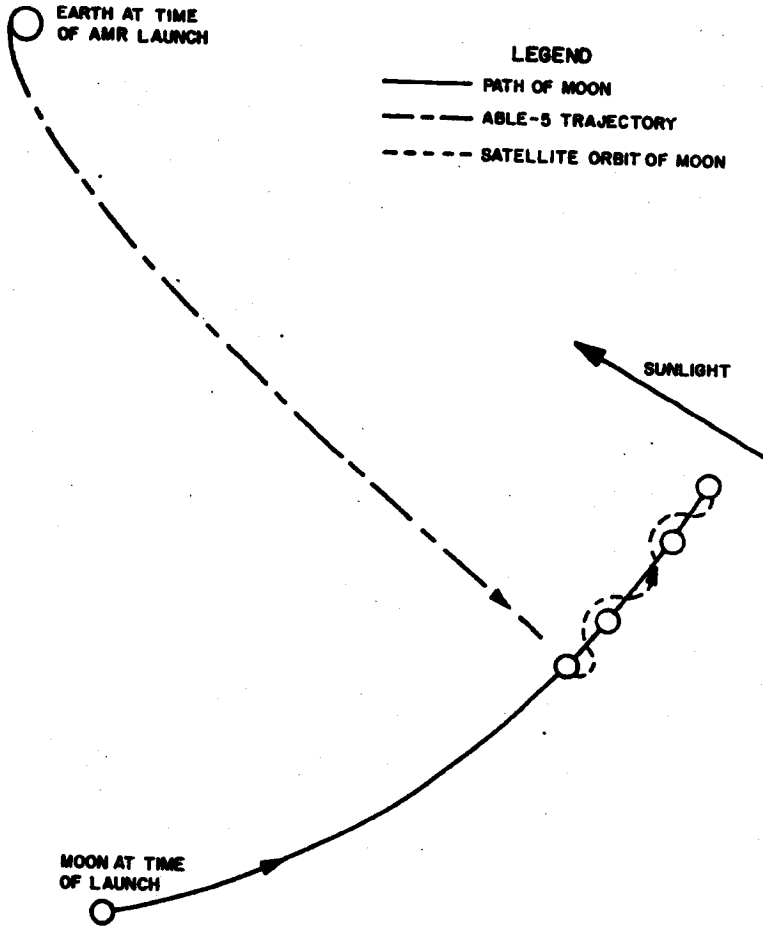 EARTH AT TIME
OF AMR LAUNCH
LEGEND
PATH OF MOON
ABLE-5 TRAJECTORY
SATELLITE ORBIT OF MOON
SUNLIGHT
MOON AT TIME
OF LAUNCH